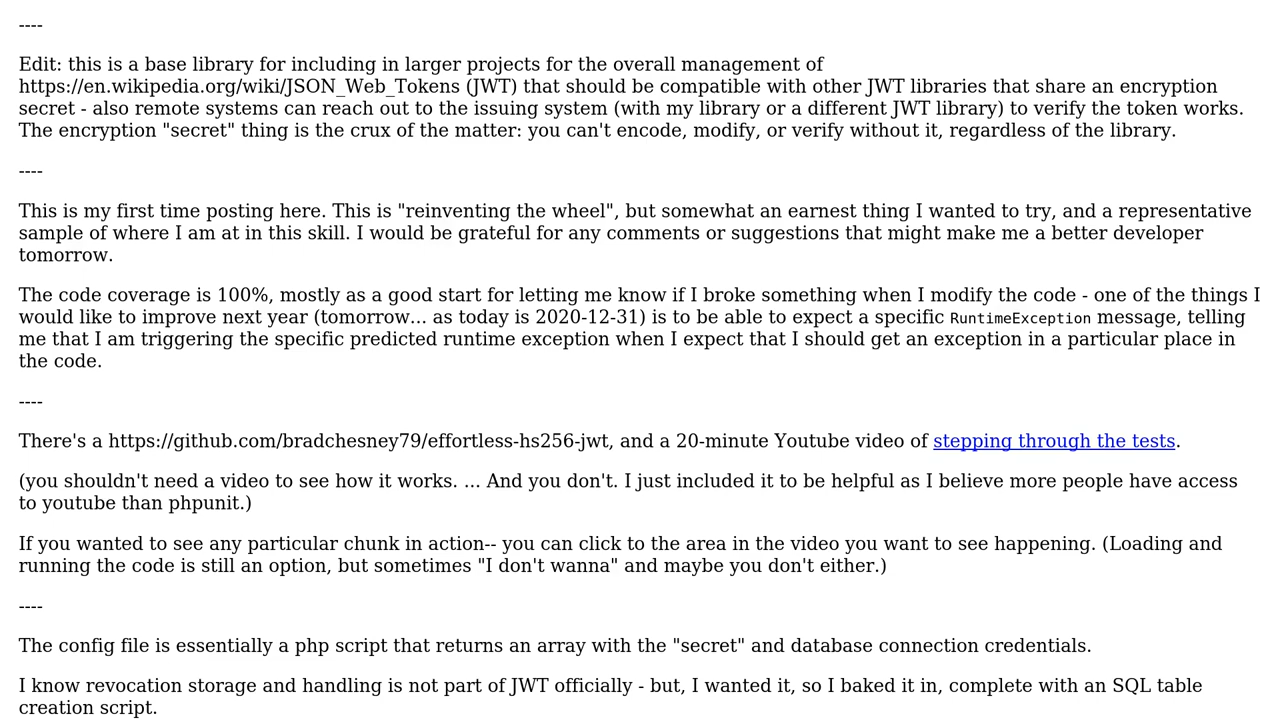 ----
Edit: this is a base library for including in larger projects for the overall management of
https://en.wikipedia.org/wiki/JSON_Web_Tokens (JWT) that should be compatible with other JWT libraries that share an encryption
secret - also remote systems can reach out to the issuing system (with my library or a different JWT library) to verify the token works.
The encryption "secret" thing is the crux of the matter: you can't encode, modify, or verify without it, regardless of the library.
----
This is my first time posting here. This is "reinventing the wheel", but somewhat an earnest thing I wanted to try, and a representative
sample of where I am at in this skill. I would be grateful for any comments or suggestions that might make me a better developer
tomorrow.
The code coverage is 100%, mostly as a good start for letting me know if I broke something when I modify the code - one of the things I
would like to improve next year (tomorrow... as today is 2020-12-31) is to be able to expect a specific RuntimeException message, telling
me that I am triggering the specific predicted runtime exception when I expect that I should get an exception in a particular place in
the code.
----
There's a https://github.com/bradchesney79/effortless-hs256-jwt, and a 20-minute Youtube video of stepping through the tests.
(you shouldn't need a video to see how it works. ... And you don't. I just included it to be helpful as I believe more people have access
to youtube than phpunit.)
If you wanted to see any particular chunk in action-- you can click to the area in the video you want to see happening. (Loading and
running the code is still an option, but sometimes "I don't wanna" and maybe you don't either.)
----
The config file is essentially a php script that returns an array with the "secret" and database connection credentials.
I know revocation storage and handling is not part of JWT officially - but, I wanted it, so I baked it in, complete with an SQL table
creation script.